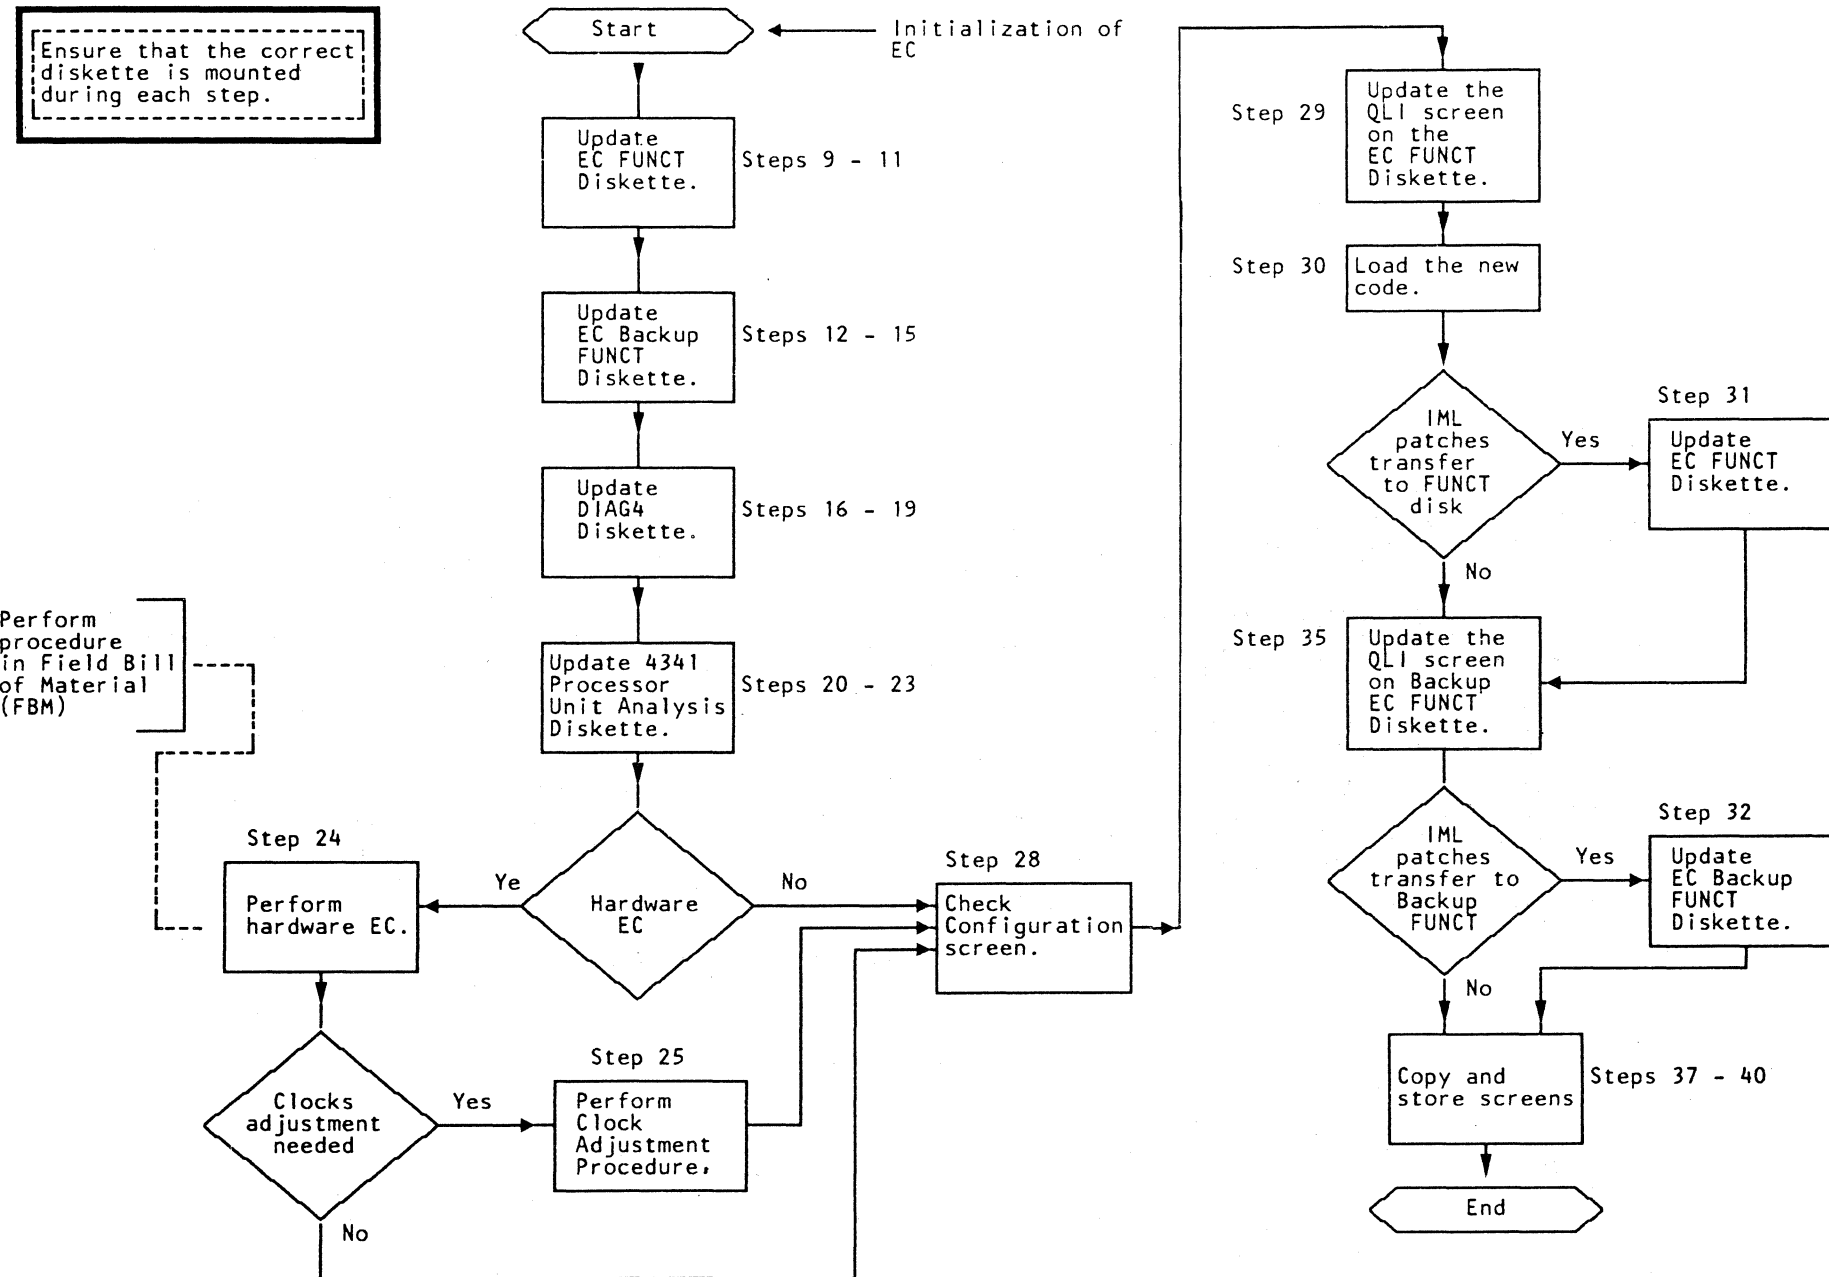 Ensure that the correct
diskette is mounted
during each step.
Start
Initialization of
EC
Update
EC FUNCT
Diskette.
Steps 9 - 11
Update
EC Backup
FUNCT
Diskette.
Steps 12 - 15
Update
DIAG4
Diskette.
Steps 16 - 19
Update 4341
Processor
Unit Analysis
Diskette.
Steps 20 - 23
Perform
procedure
in Field Bill
of Material
(FBM)
Hardware
EC
Ye
No
Step 24
Perform
hardware EC.
Clocks
adjustment
needed
Yes
No
Step 25
Perform
Clock
Adjustment
Procedure.
Step 28
Check
Configuration
screen.
Step 29
Update the
QLI screen
on the
EC FUNCT
Diskette.
Step 30
Load the new
code.
IML
patches
transfer
to FUNCT
disk
Yes
No
Step 31
Update
EC FUNCT
Diskette.
Step 35
Update the
QLI screen
on Backup
EC FUNCT
Diskette.
IML
patches
transfer to
Backup
FUNCT
Yes
No
Step 32
Update
EC Backup
FUNCT
Diskette.
Copy and
store screens
Steps 37 - 40
End